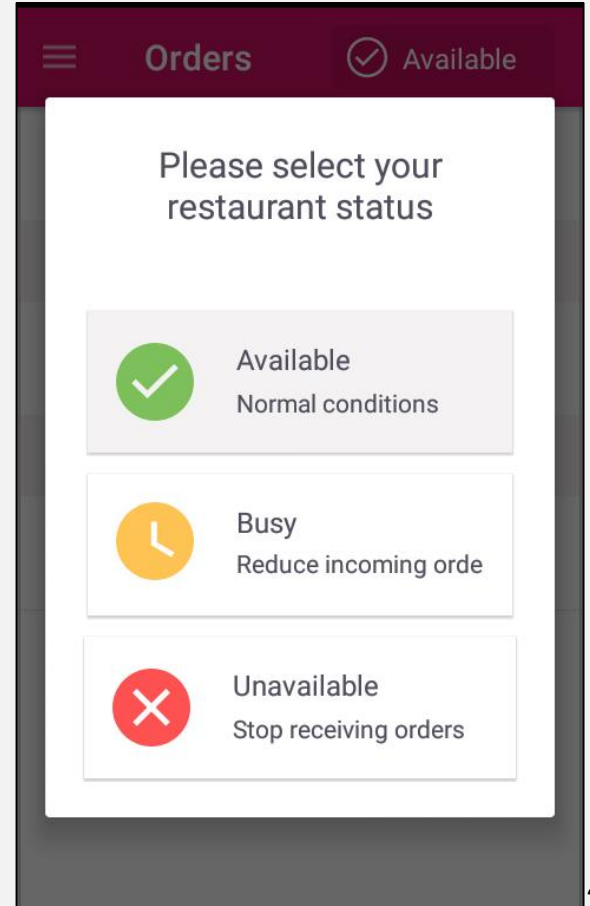 Orders
Available
Please select your
restaurant status
Available
Normal conditions
Busy
Reduce incoming orde
Unavailable
Stop receiving orders